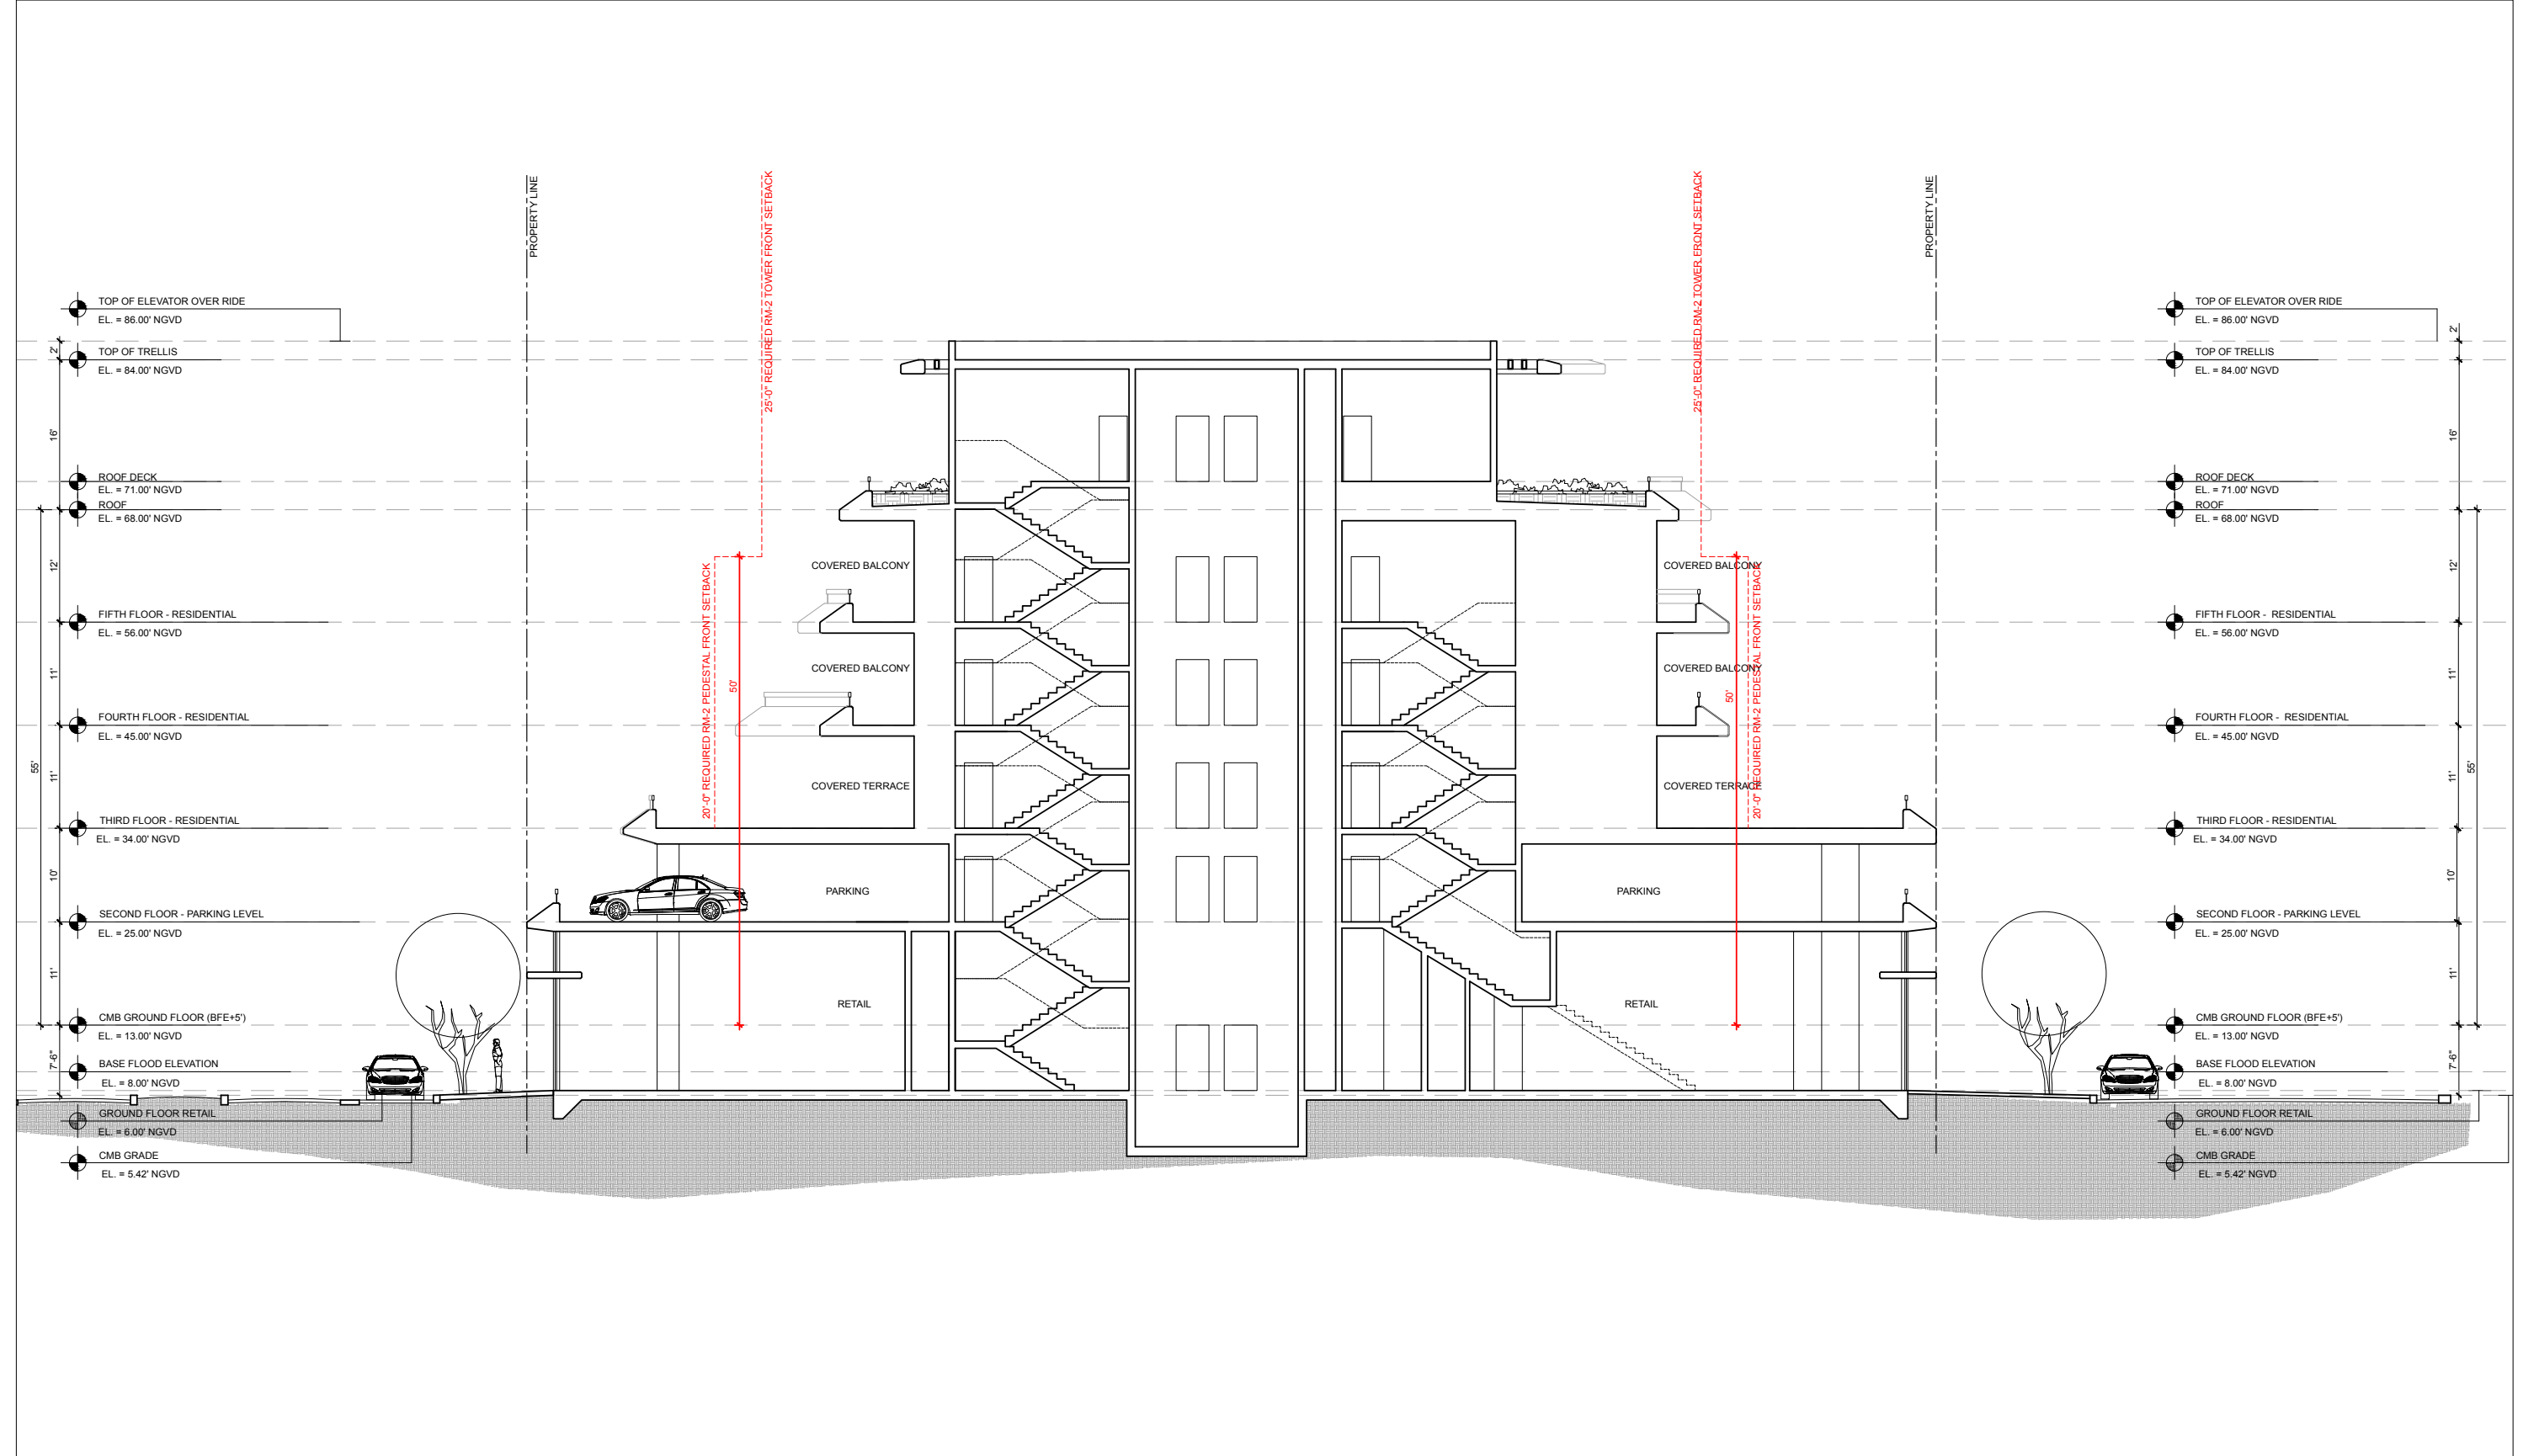 PROPERTY LINE
25'-0" REQUIRED RM-2 TOWER FRONT SETBACK
25'-0" REQUIRED RM-2 TOWER FRONT SETBACK
PROPERTY LINE
TOP OF ELEVATOR OVER RIDE
EL. = 86.00' NGVD
TOP OF TRELLIS
EL. = 84.00' NGVD
ROOF DECK
EL. = 71.00' NGVD
ROOF
EL. = 68.00' NGVD
FIFTH FLOOR - RESIDENTIAL
EL. = 56.00' NGVD
FOURTH FLOOR - RESIDENTIAL
EL. = 45.00' NGVD
THIRD FLOOR - RESIDENTIAL
EL. = 34.00' NGVD
SECOND FLOOR - PARKING LEVEL
EL. = 25.00' NGVD
CMB GROUND FLOOR (BFE+5')
EL. = 13.00' NGVD
BASE FLOOD ELEVATION
EL. = 8.00' NGVD
GROUND FLOOR RETAIL
EL. = 6.00' NGVD
CMB GRADE
EL. = 5.42' NGVD
2'
16'
12'
11'
11'
10'
11'
7'-6"
55'
20'-0" REQUIRED RM-2 PEDESTAL FRONT SETBACK
50'
COVERED BALCONY
COVERED BALCONY
COVERED TERRACE
PARKING
RETAIL
COVERED BALCONY
COVERED BALCONY
COVERED TERRACE
PARKING
RETAIL
50'
20'-0" REQUIRED RM-2 PEDESTAL FRONT SETBACK
TOP OF ELEVATOR OVER RIDE
EL. = 86.00' NGVD
TOP OF TRELLIS
EL. = 84.00' NGVD
ROOF DECK
EL. = 71.00' NGVD
ROOF
EL. = 68.00' NGVD
FIFTH FLOOR - RESIDENTIAL
EL. = 56.00' NGVD
FOURTH FLOOR - RESIDENTIAL
EL. = 45.00' NGVD
THIRD FLOOR - RESIDENTIAL
EL. = 34.00' NGVD
SECOND FLOOR - PARKING LEVEL
EL. = 25.00' NGVD
CMB GROUND FLOOR (BFE+5')
EL. = 13.00' NGVD
BASE FLOOD ELEVATION
EL. = 8.00' NGVD
GROUND FLOOR RETAIL
EL. = 6.00' NGVD
CMB GRADE
EL. = 5.42' NGVD
2'
16'
12'
11'
11'
10'
11'
7'-6"
55'